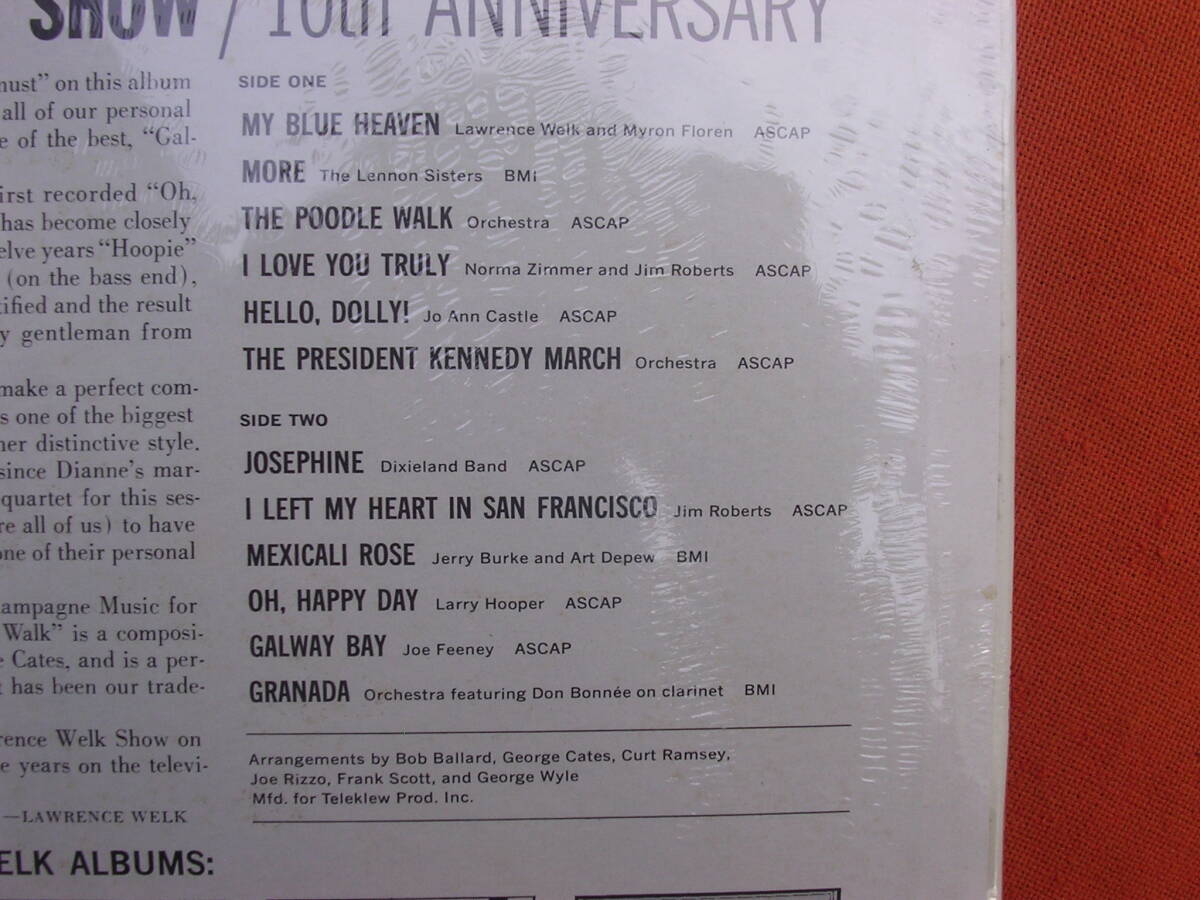 SHOW / 10th ANNIVERSARY
must” on this album
all of our personal
e of the best, “Gal-
irst recorded “Oh,
has become closely
elve years “Hoopie”
(on the bass end),
tified and the result
y gentleman from
make a perfect com-
s one of the biggest
her distinctive style.
since Dianne’s mar-
quartet for this ses-
re all of us) to have
one of their personal
ampagne Music for
Walk” is a composi-
e Cates, and is a per-
t has been our trade-
rence Welk Show on
e years on the televi-
—LAWRENCE WELK
SIDE ONE
MY BLUE HEAVEN Lawrence Welk and Myron Floren ASCAP
MORE The Lennon Sisters BMI
THE POODLE WALK Orchestra ASCAP
I LOVE YOU TRULY Norma Zimmer and Jim Roberts ASCAP
HELLO, DOLLY! Jo Ann Castle ASCAP
THE PRESIDENT KENNEDY MARCH Orchestra ASCAP
SIDE TWO
JOSEPHINE Dixieland Band ASCAP
I LEFT MY HEART IN SAN FRANCISCO Jim Roberts ASCAP
MEXICALI ROSE Jerry Burke and Art Depew BMI
OH, HAPPY DAY Larry Hooper ASCAP
GALWAY BAY Joe Feeney ASCAP
GRANADA Orchestra featuring Don Bonnée on clarinet BMI
Arrangements by Bob Ballard, George Cates, Curt Ramsey,
Joe Rizzo, Frank Scott, and George Wyle
Mfd. for Teleklew Prod. Inc.
ELK ALBUMS: